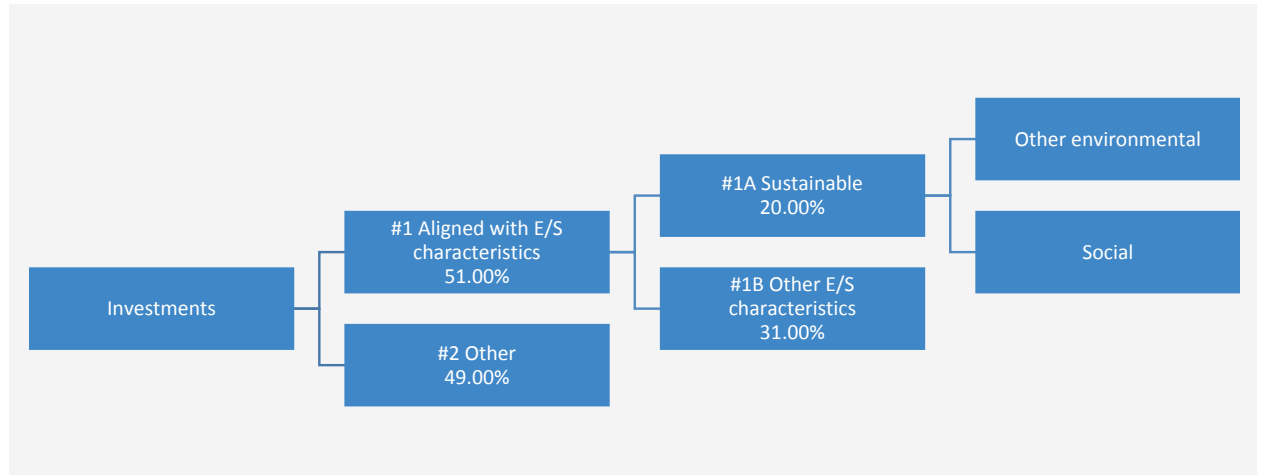 Investments
#1 Aligned with E/S
characteristics
51.00%
#2 Other
49.00%
#1A Sustainable
20.00%
#1B Other E/S
characteristics
31.00%
Other environmental
Social